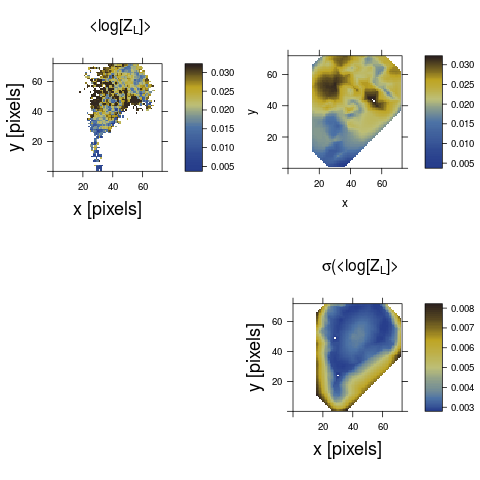 <log[Z_L]>
y [pixels]
60
40
20
20 40 60
x [pixels]
0.030
0.025
0.020
0.015
0.010
0.005
y
60
40
20
20 40 60
x
0.030
0.025
0.020
0.015
0.010
0.005
σ(<log[Z_L]>
y [pixels]
60
40
20
20 40 60
x [pixels]
0.008
0.007
0.006
0.005
0.004
0.003